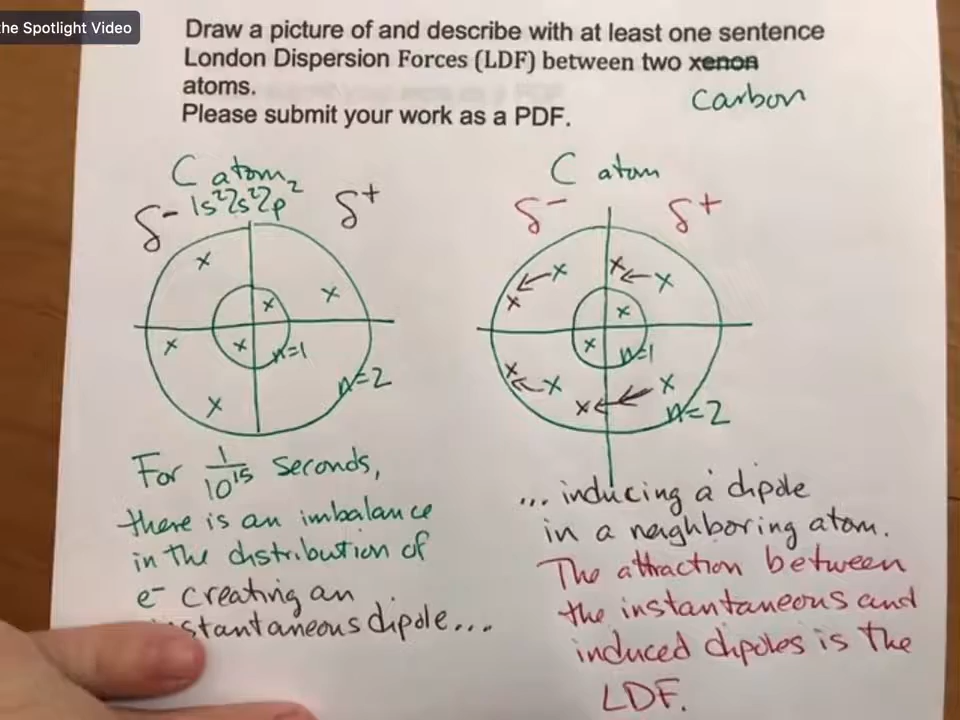 the Spotlight Video
Draw a picture of and describe with at least one sentence
London Dispersion Forces (LDF) between two xenon
atoms.
carbon
Please submit your work as a PDF.
C atom
1s²2s²2p²
δ- δ+
x
x
x
x
x
x
n=1
n=2
For 1/10¹⁵ seconds,
there is an imbalance
in the distribution of
e⁻ creating an
stantaneous dipole...
C atom
δ- δ+
x x x x
x
x
x
n=1
x x x
x
n=2
... inducing a dipole
in a neighboring atom.
The attraction between
the instantaneous and
induced dipoles is the
LDF.